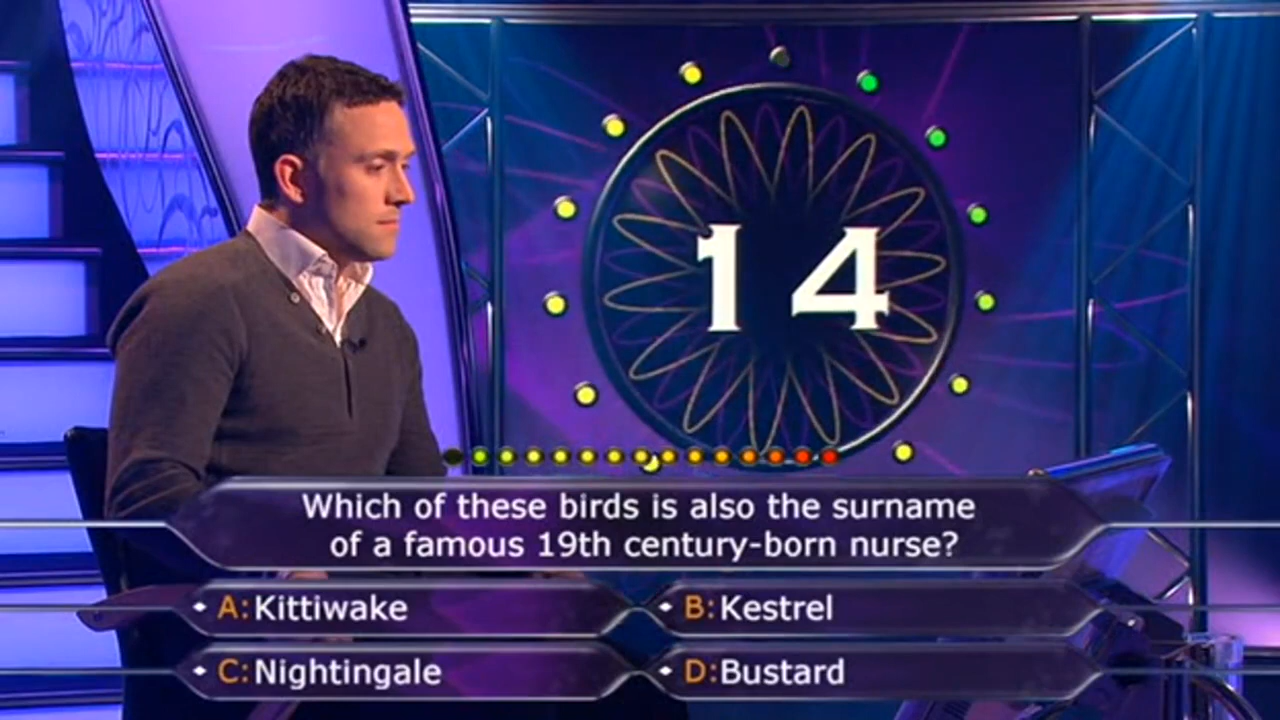 14
Which of these birds is also the surname
of a famous 19th century-born nurse?
A: Kittiwake
B: Kestrel
C: Nightingale
D: Bustard